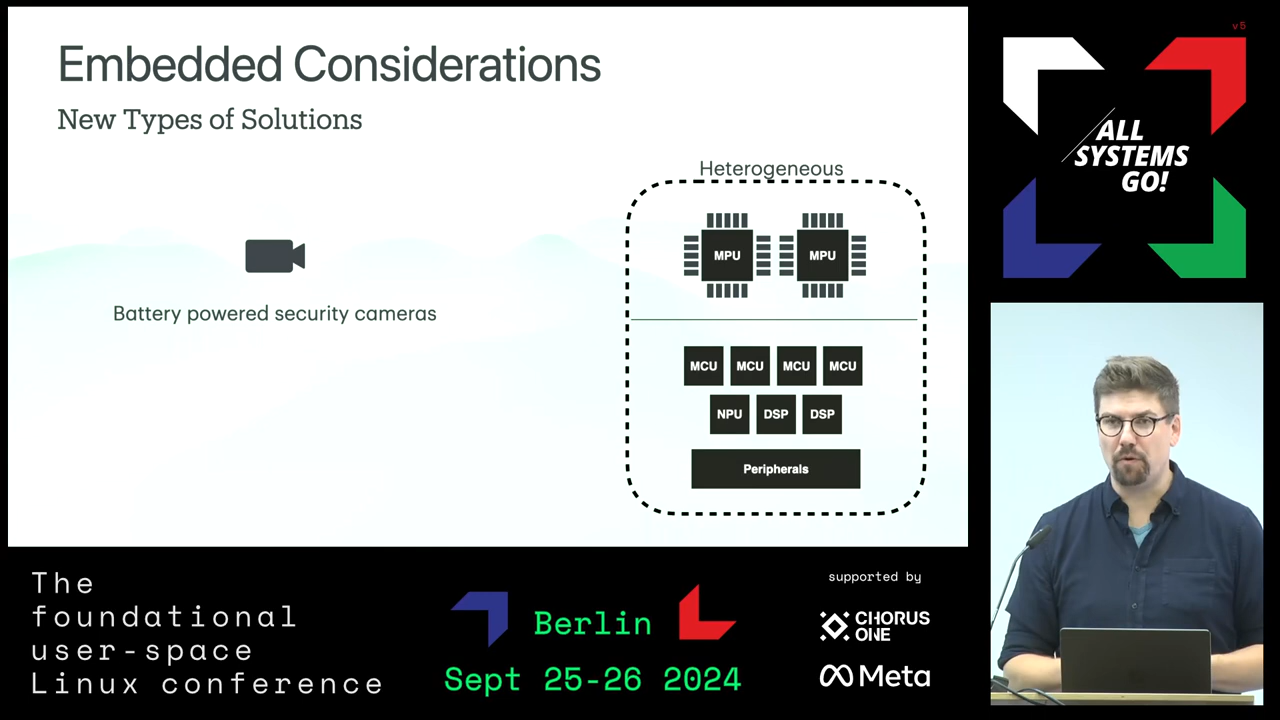 Embedded Considerations
New Types of Solutions
Battery powered security cameras
Heterogeneous
MPU MPU
MCU MCU MCU MCU
NPU DSP DSP
Peripherals
v5
ALL
SYSTEMS
GO!
The
foundational
user-space
Linux conference
Berlin
Sept 25-26 2024
supported by
CHORUS
ONE
Meta